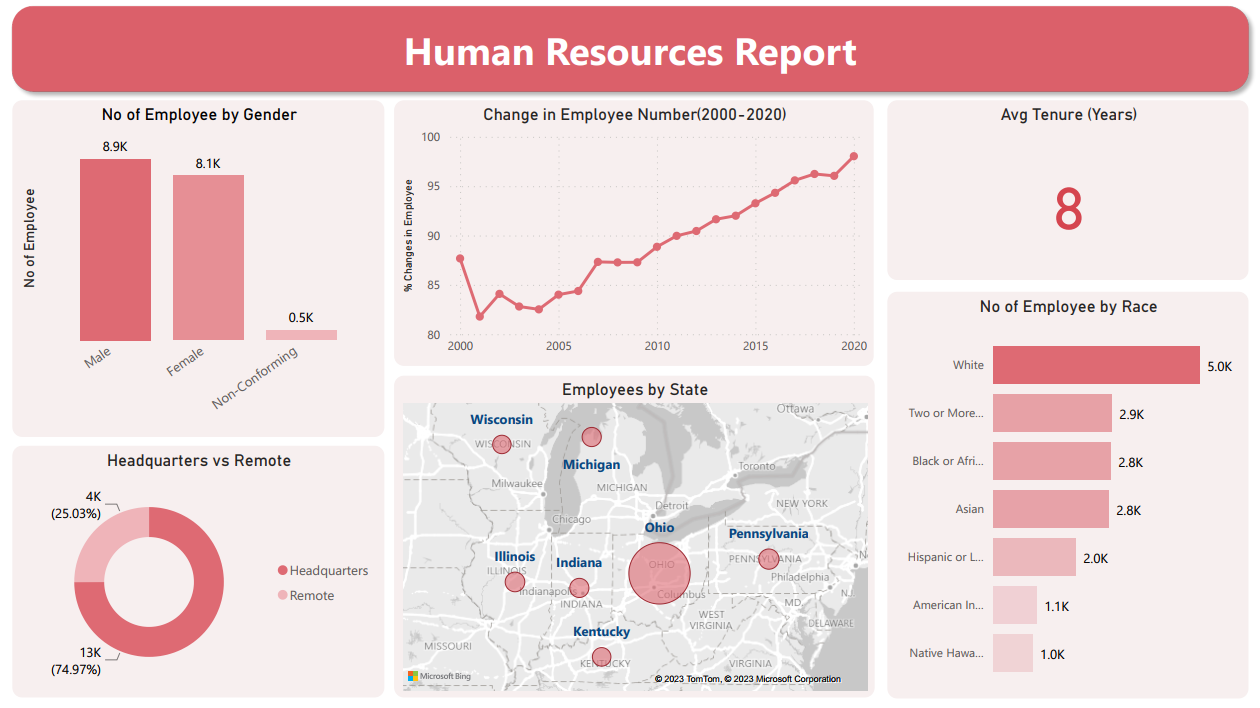 Human Resources Report
No of Employee by Gender
No of Employee
8.9K
8.1K
0.5K
Male
Female
Non-Conforming
Headquarters vs Remote
4K
(25.03%)
13K
(74.97%)
Headquarters
Remote
Change in Employee Number(2000-2020)
% Changes in Employee
100
95
90
85
80
2000
2005
2010
2015
2020
Employees by State
Ottawa
Wisconsin
WISCONSIN
Michigan
Toronto
Milwaukee
MICHIGAN
NEW YORK
Detroit
Chicago
Ohio
Pennsylvania
Illinois
Indiana
PENNSYLVANIA
OHIO
ILLINOIS
Philadelphia
Indianapolis
Columbus
INDIANA
MD.
WEST
VIRGINIA
DELAWARE
Kentucky
MISSOURI
KENTUCKY
VIRGINIA
Microsoft Bing
© 2023 TomTom, © 2023 Microsoft Corporation
Avg Tenure (Years)
8
No of Employee by Race
White 5.0K
Two or More... 2.9K
Black or Afri... 2.8K
Asian 2.8K
Hispanic or L... 2.0K
American In... 1.1K
Native Hawa... 1.0K